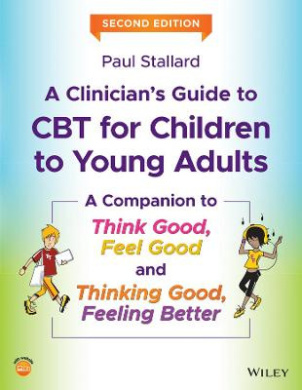 SECOND EDITION
Paul Stallard
A Clinician's Guide to
CBT for Children
to Young Adults
A Companion to
Think Good,
Feel Good
and
Thinking Good,
Feeling Better
WILEY